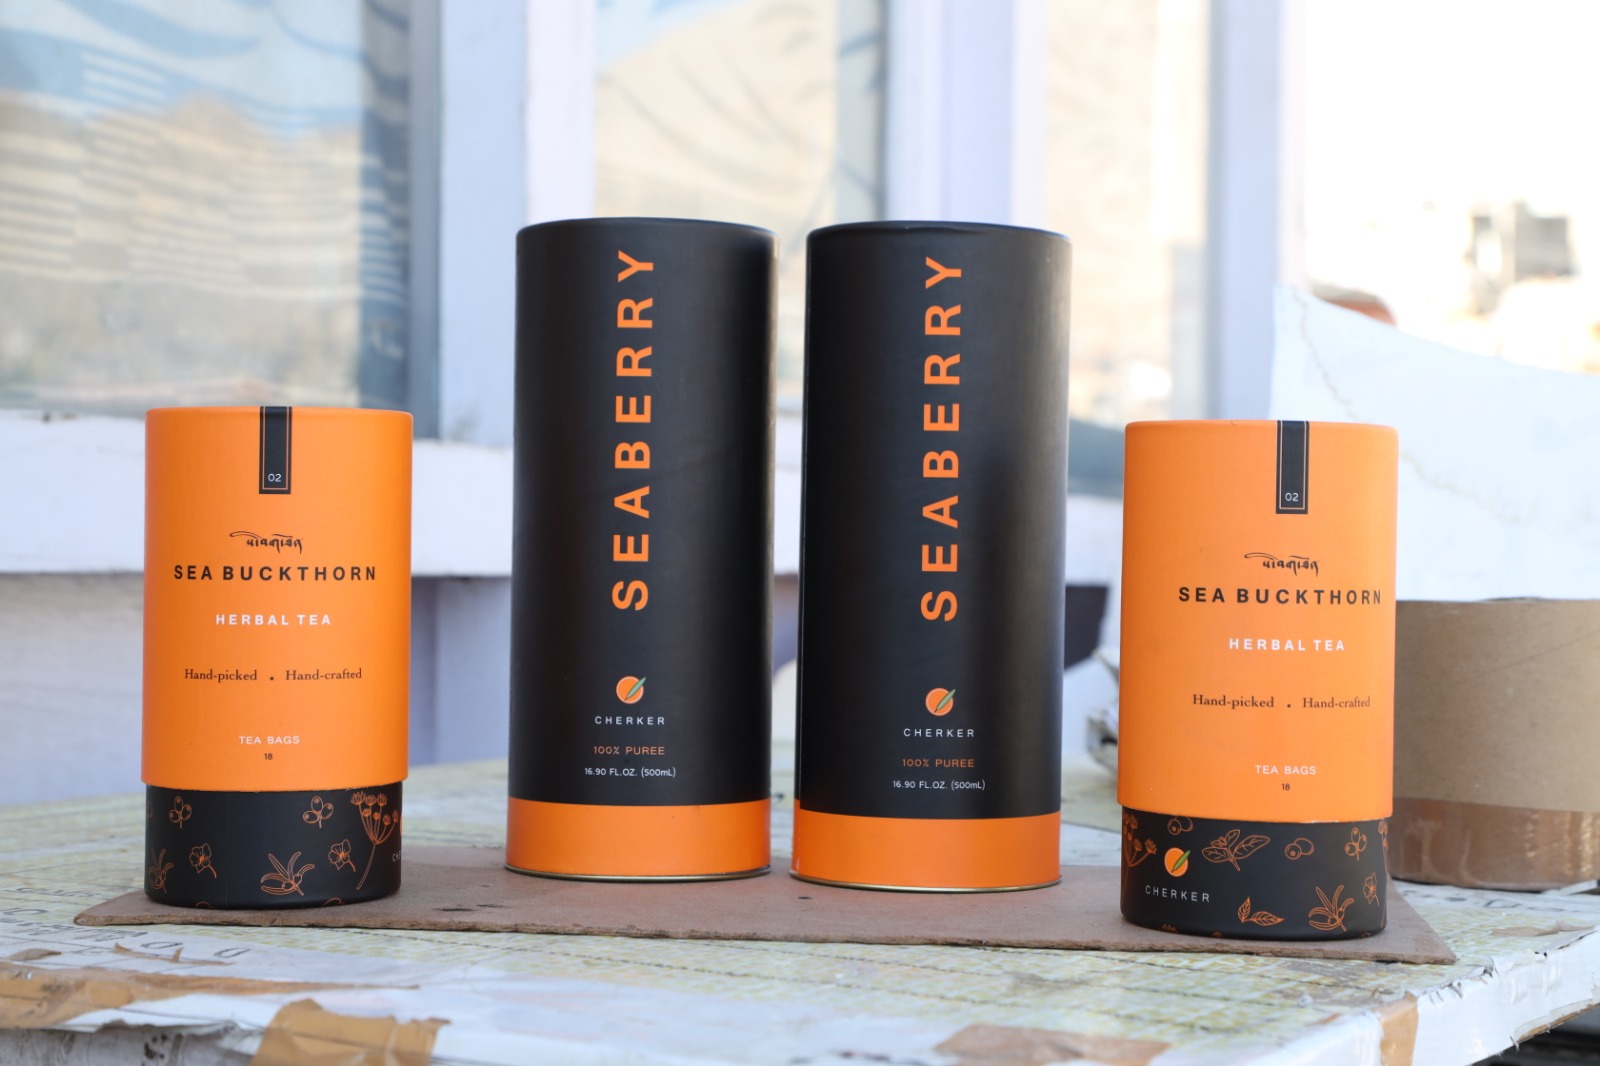 02
SEA BUCKTHORN
HERBAL TEA
Hand-picked . Hand-crafted
TEA BAGS
18
SEABERRY
CHERKER
100% PUREE
16.90 FL.OZ. (500mL)
SEABERRY
CHERKER
100% PUREE
16.90 FL.OZ. (500mL)
02
SEA BUCKTHORN
HERBAL TEA
Hand-picked . Hand-crafted
TEA BAGS
18
CHERKER